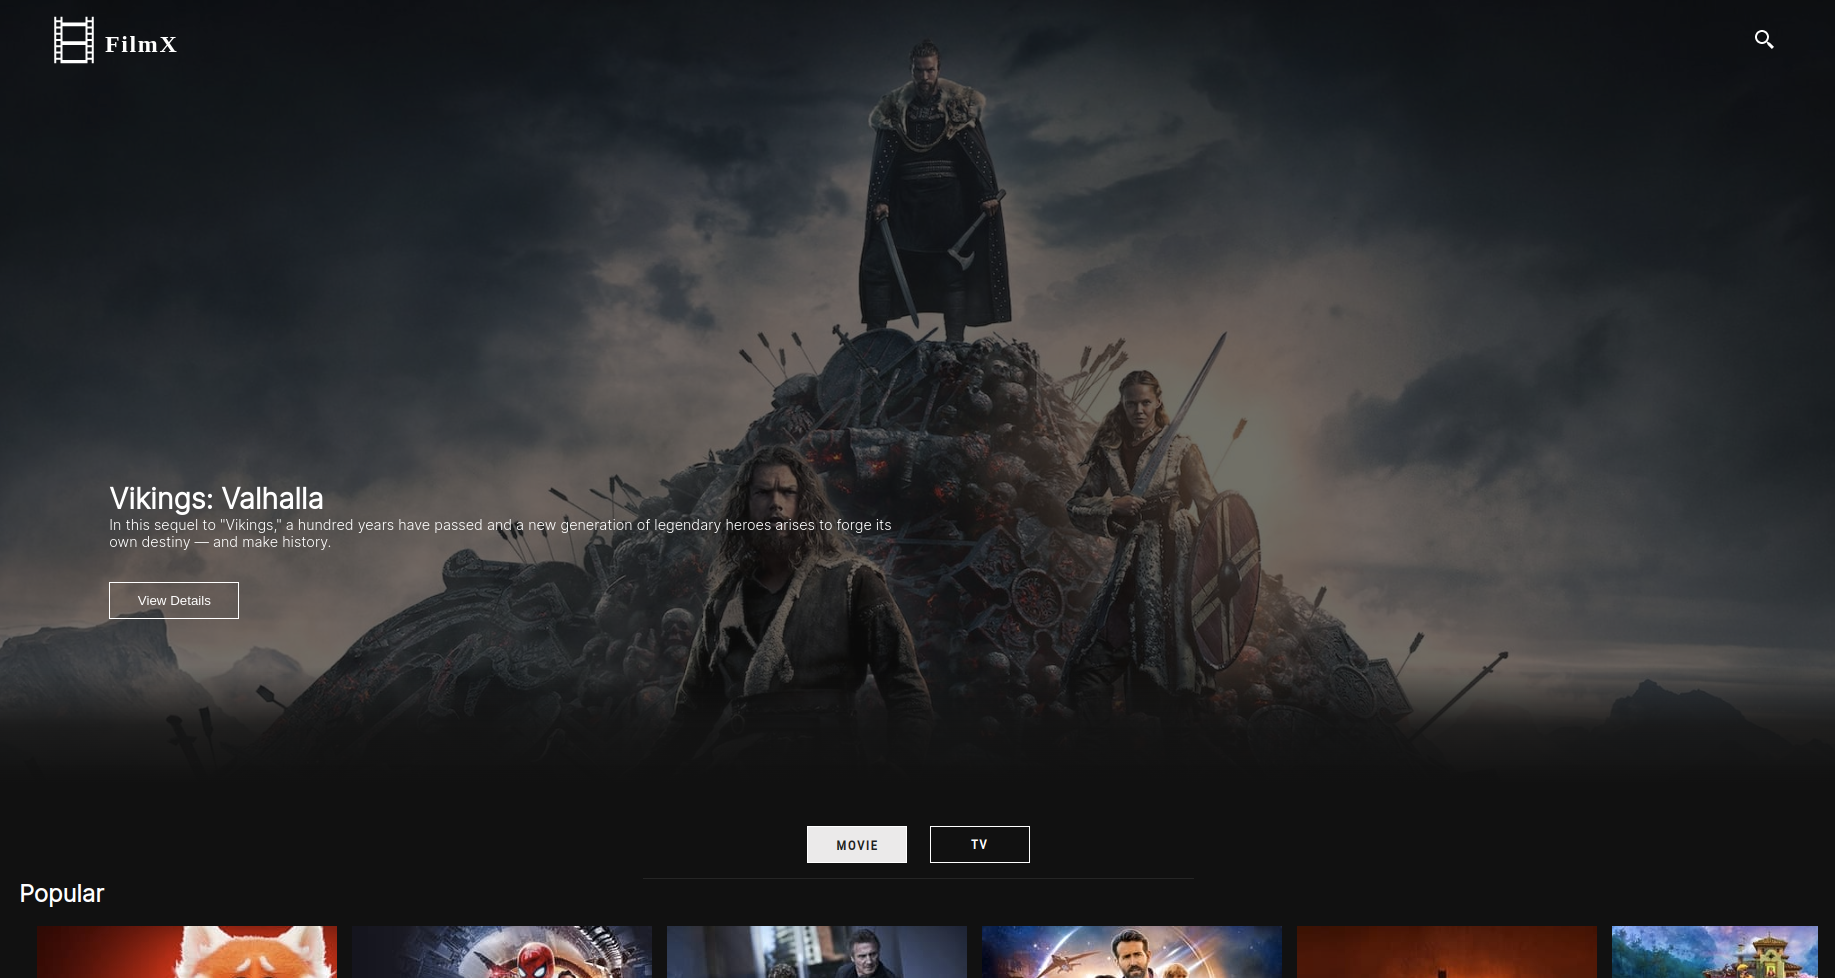 FilmX
Vikings: Valhalla
In this sequel to "Vikings," a hundred years have passed and a new generation of legendary heroes arises to forge its
own destiny — and make history.
View Details
MOVIE
TV
Popular